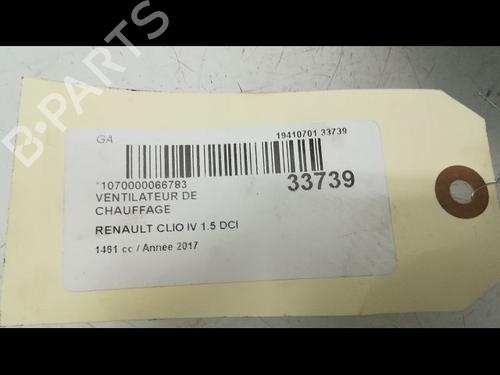 B-PARTS
GA
19410701 33739
*1070000066783
33739
VENTILATEUR DE
CHAUFFAGE
RENAULT CLIO IV 1.5 DCI
1461 cc / Année 2017